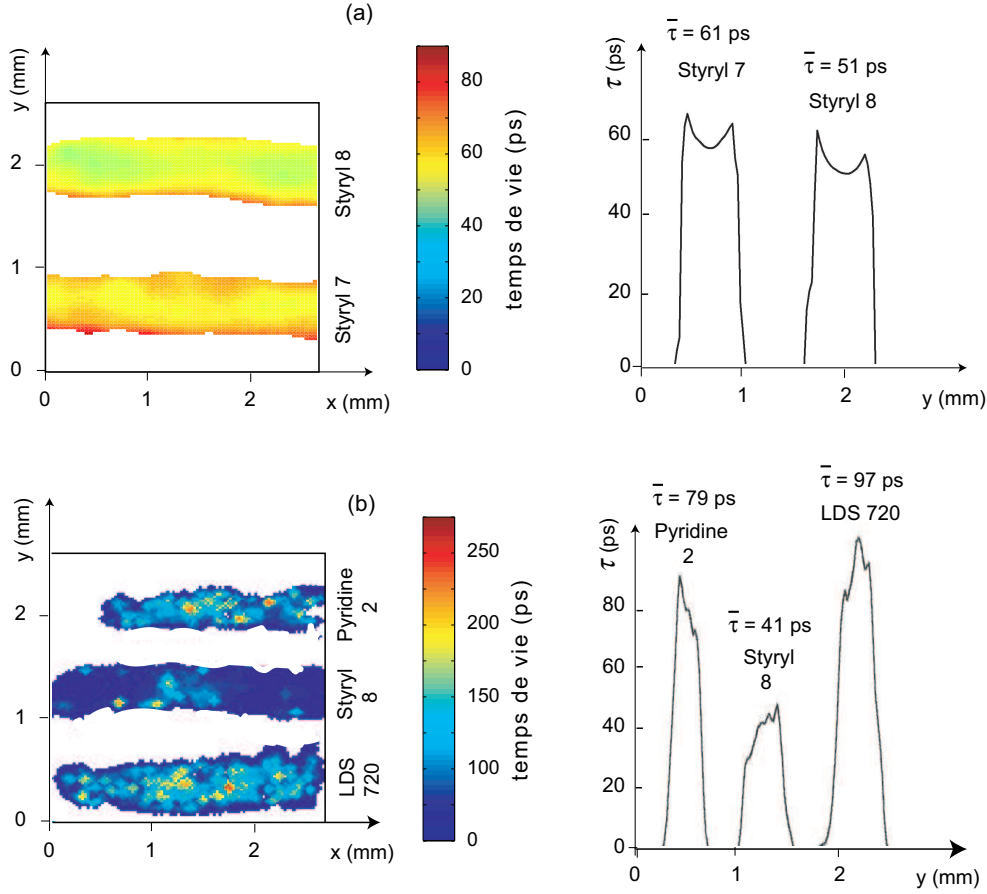 (a)
y (mm)
2
1
0
0
1
2
x (mm)
Styryl 8
Styryl 7
80
60
40
20
0
temps de vie (ps)
τ̄ = 61 ps
Styryl 7
τ̄ = 51 ps
Styryl 8
τ (ps)
60
40
20
0
0
1
2
y (mm)
(b)
y (mm)
2
1
0
0
1
2
x (mm)
Pyridine
2
Styryl
8
LDS
720
250
200
150
100
50
0
temps de vie (ps)
τ̄ = 79 ps
Pyridine
2
τ̄ = 41 ps
Styryl
8
τ̄ = 97 ps
LDS 720
τ (ps)
80
60
40
20
0
0
1
2
y (mm)